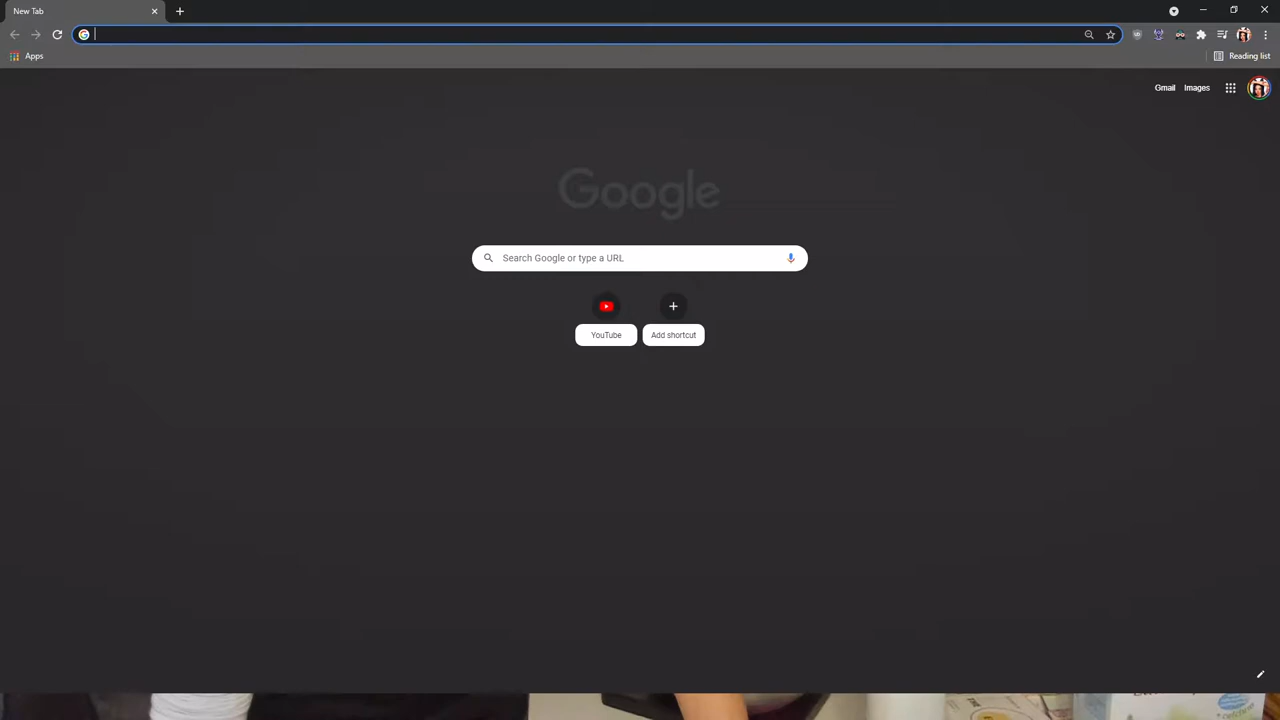 New Tab
Apps
Reading list
Gmail
Images
Google
Search Google or type a URL
YouTube
Add shortcut